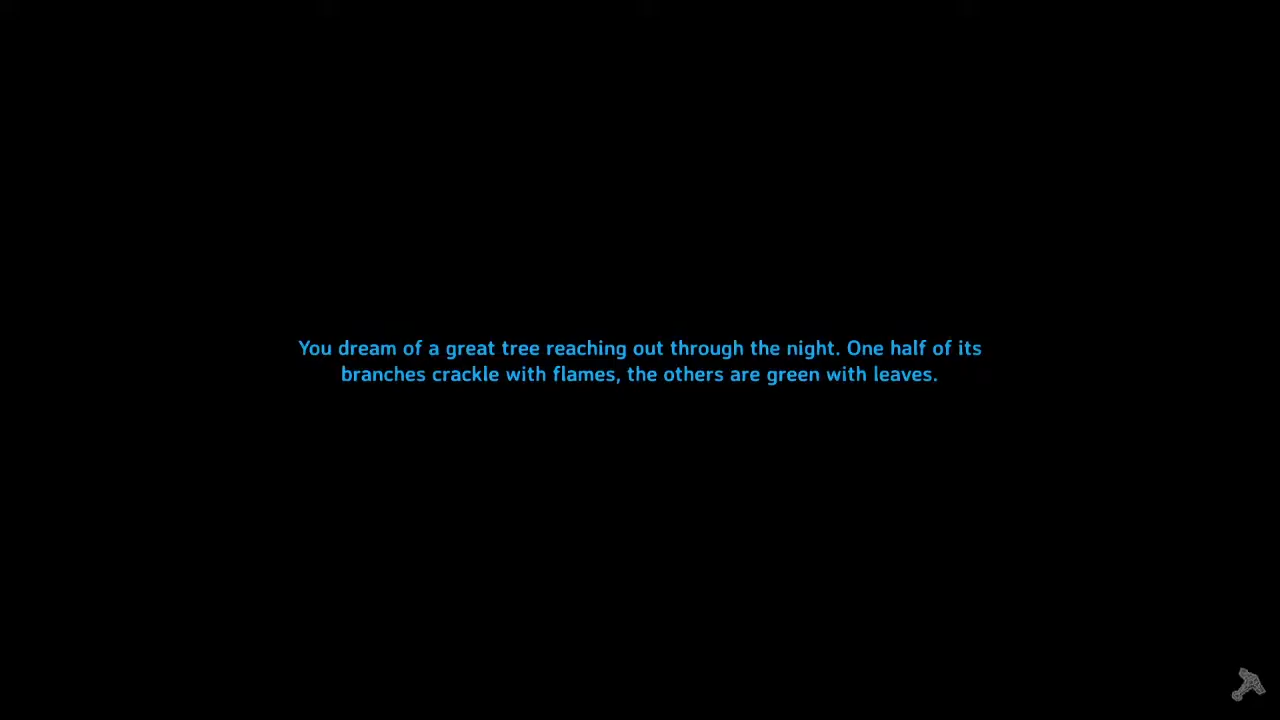 You dream of a great tree reaching out through the night. One half of its
branches crackle with flames, the others are green with leaves.